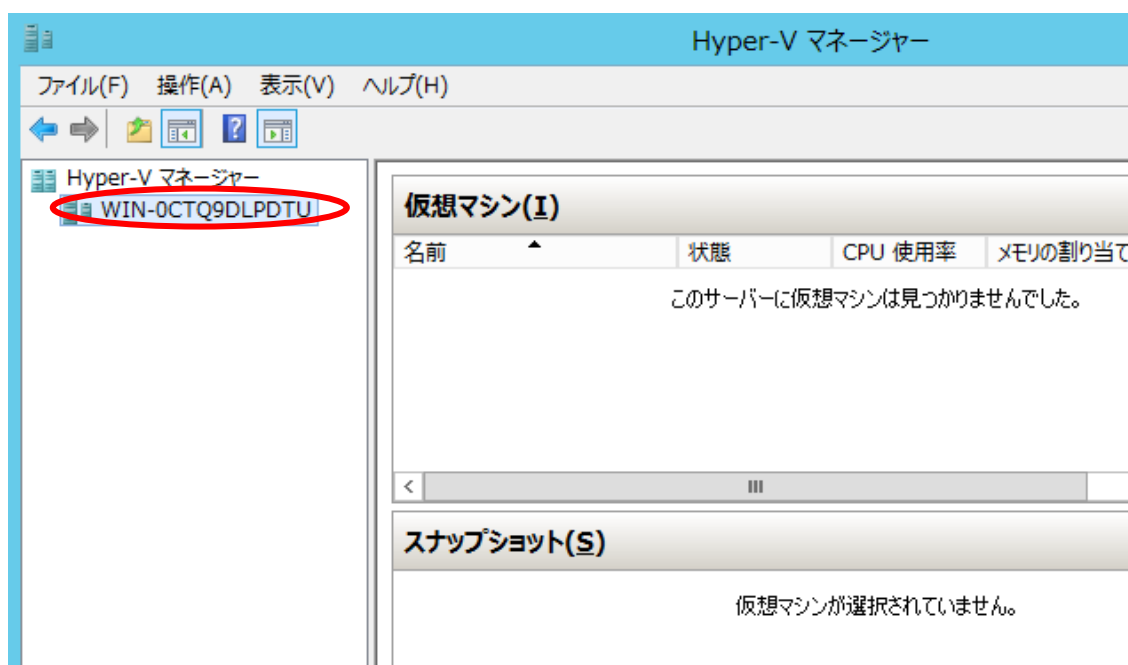 Hyper-V マネージャー
ファイル(F) 操作(A) 表示(V) ヘルプ(H)
Hyper-V マネージャー
WIN-0CTQ9DLPDTU
仮想マシン(I)
名前 状態 CPU 使用率 メモリの割り当て
このサーバーに仮想マシンは見つかりませんでした。
スナップショット(S)
仮想マシンが選択されていません。